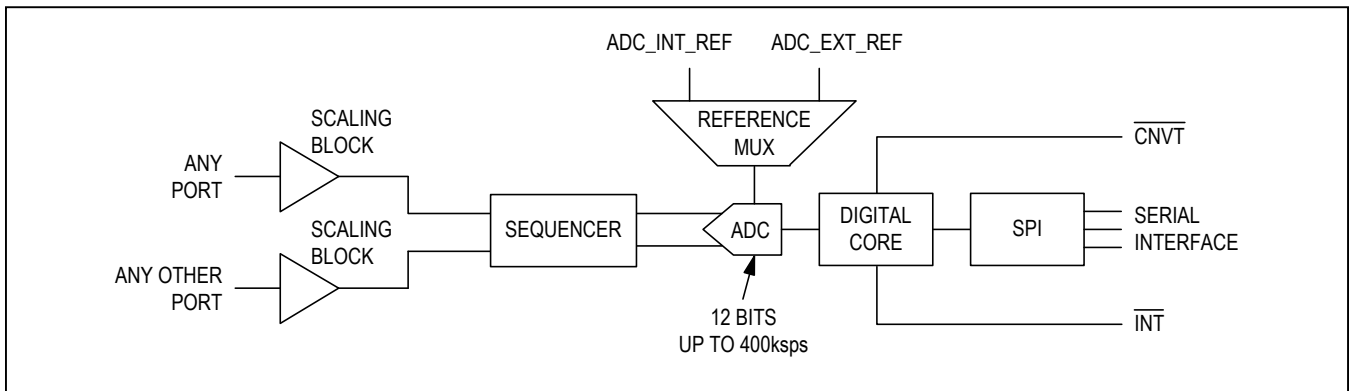 ADC_INT_REF
ADC_EXT_REF
REFERENCE
MUX
SCALING
BLOCK
ANY
PORT
SCALING
BLOCK
ANY OTHER
PORT
SEQUENCER
ADC
12 BITS
UP TO 400ksps
DIGITAL
CORE
SPI
CNVT
SERIAL
INTERFACE
INT